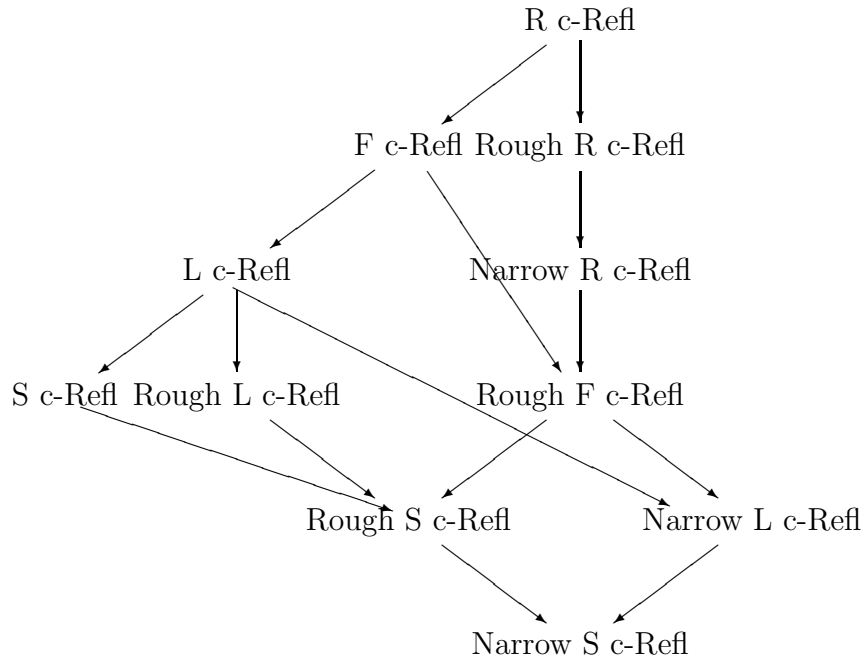 R c-Refl
F c-Refl Rough R c-Refl
L c-Refl Narrow R c-Refl
S c-Refl Rough L c-Refl Rough F c-Refl
Rough S c-Refl Narrow L c-Refl
Narrow S c-Refl